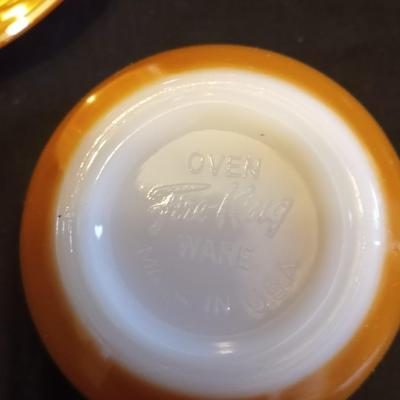 OVEN
Fire-King
WARE
MADE IN U.S.A.